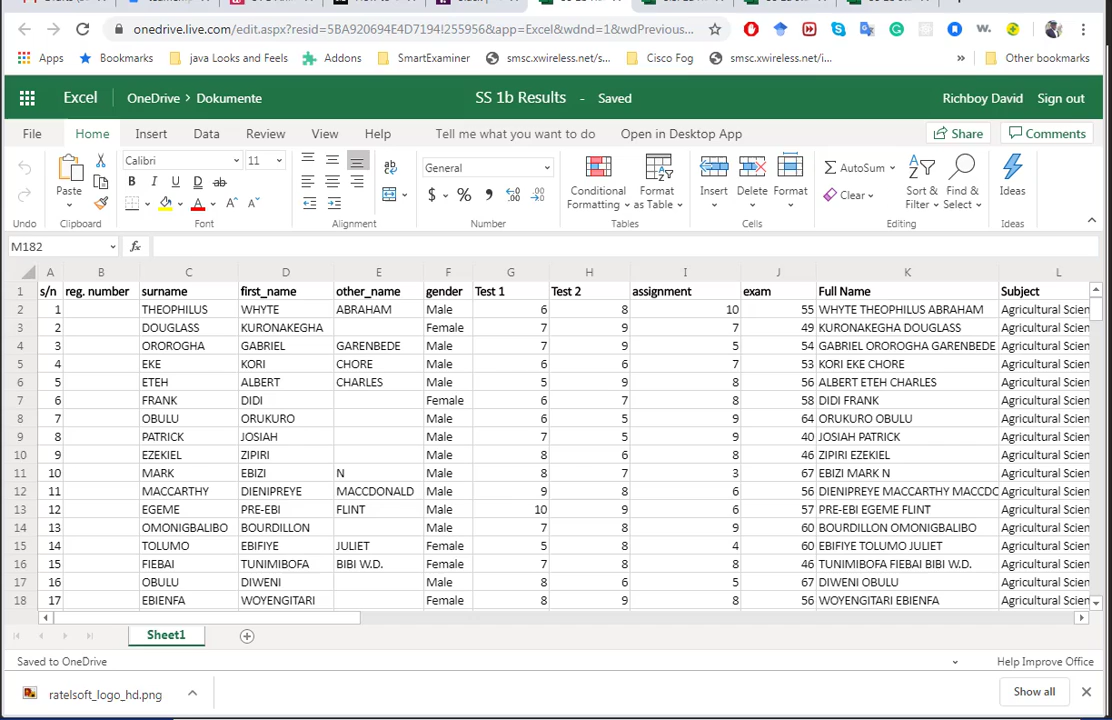 onedrive.live.com/edit.aspx?resid=5BA920694E4D7194!255956&app=Excel&wdnd=1&wdPrevious...
Apps Bookmarks java Looks and Feels Addons SmartExaminer smsc.xwireless.net/s... Cisco Fog smsc.xwireless.net/i... » Other bookmarks
Excel OneDrive > Dokumente SS 1b Results - Saved Richboy David Sign out
File Home Insert Data Review View Help Tell me what you want to do Open in Desktop App Share Comments
Calibri 11 General AutoSum
Paste B I U D ab $ % Conditional Formatting Format as Table Insert Delete Format Clear Sort & Filter Find & Select Ideas
Undo Clipboard Font Alignment Number Tables Cells Editing Ideas
M182 fx
A B C D E F G H I J K L
1 s/n reg. number surname first_name other_name gender Test 1 Test 2 assignment exam Full Name Subject
2 1 THEOPHILUS WHYTE ABRAHAM Male 6 8 10 55 WHYTE THEOPHILUS ABRAHAM Agricultural Scien
3 2 DOUGLASS KURONAKEGHA Female 7 9 7 49 KURONAKEGHA DOUGLASS Agricultural Scien
4 3 OROROGHA GABRIEL GARENBEDE Male 7 9 5 54 GABRIEL OROROGHA GARENBEDE Agricultural Scien
5 4 EKE KORI CHORE Male 6 6 7 53 KORI EKE CHORE Agricultural Scien
6 5 ETEH ALBERT CHARLES Male 5 9 8 56 ALBERT ETEH CHARLES Agricultural Scien
7 6 FRANK DIDI Female 6 7 8 58 DIDI FRANK Agricultural Scien
8 7 OBULU ORUKURO Male 6 5 9 64 ORUKURO OBULU Agricultural Scien
9 8 PATRICK JOSIAH Male 7 5 9 40 JOSIAH PATRICK Agricultural Scien
10 9 EZEKIEL ZIPIRI Male 8 6 8 46 ZIPIRI EZEKIEL Agricultural Scien
11 10 MARK EBIZI N Male 8 7 3 67 EBIZI MARK N Agricultural Scien
12 11 MACCARTHY DIENIPREYE MACCDONALD Male 9 8 6 56 DIENIPREYE MACCARTHY MACCDO Agricultural Scien
13 12 EGEME PRE-EBI FLINT Male 10 9 6 57 PRE-EBI EGEME FLINT Agricultural Scien
14 13 OMONIGBALIBO BOURDILLON Male 7 8 9 60 BOURDILLON OMONIGBALIBO Agricultural Scien
15 14 TOLUMO EBIFIYE JULIET Female 5 8 4 60 EBIFIYE TOLUMO JULIET Agricultural Scien
16 15 FIEBAI TUNIMIBOFA BIBI W.D. Female 7 8 8 46 TUNIMIBOFA FIEBAI BIBI W.D. Agricultural Scien
17 16 OBULU DIWENI Male 8 6 5 67 DIWENI OBULU Agricultural Scien
18 17 EBIENFA WOYENGITARI Female 8 9 8 56 WOYENGITARI EBIENFA Agricultural Scien
Sheet1
Saved to OneDrive Help Improve Office
ratelsoft_logo_hd.png Show all